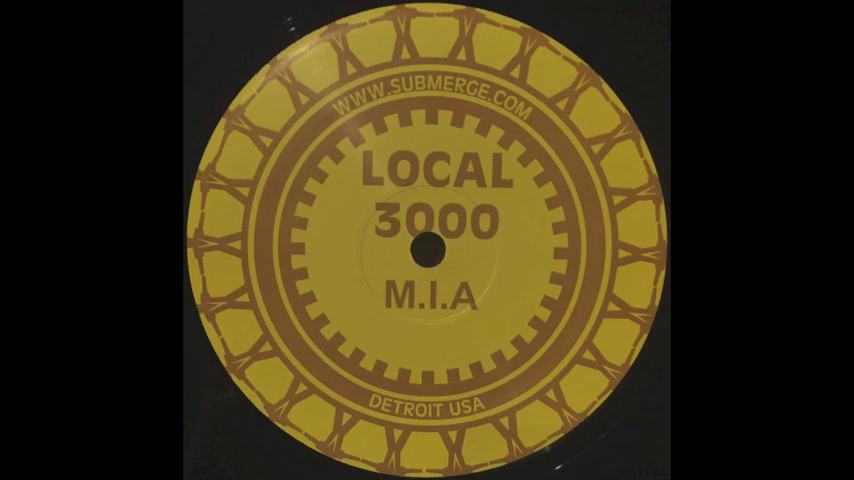 WWW.SUBMERGE.COM
LOCAL
3000
M.I.A
DETROIT USA